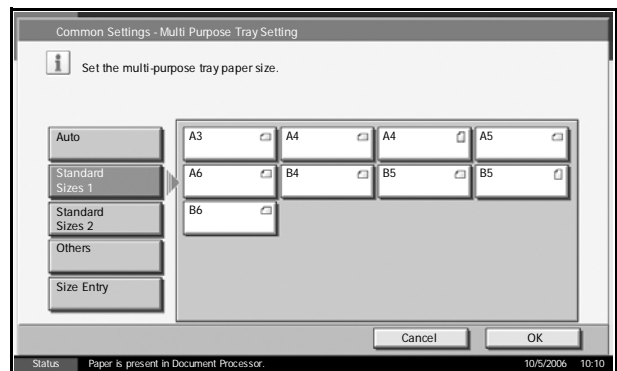 Common Settings - Multi Purpose Tray Setting
Set the multi-purpose tray paper size.
Auto
Standard
Sizes 1
Standard
Sizes 2
Others
Size Entry
A3 A4 A4 A5
A6 B4 B5 B5
B6
Cancel OK
Status Paper is present in Document Processor. 10/5/2006 10:10